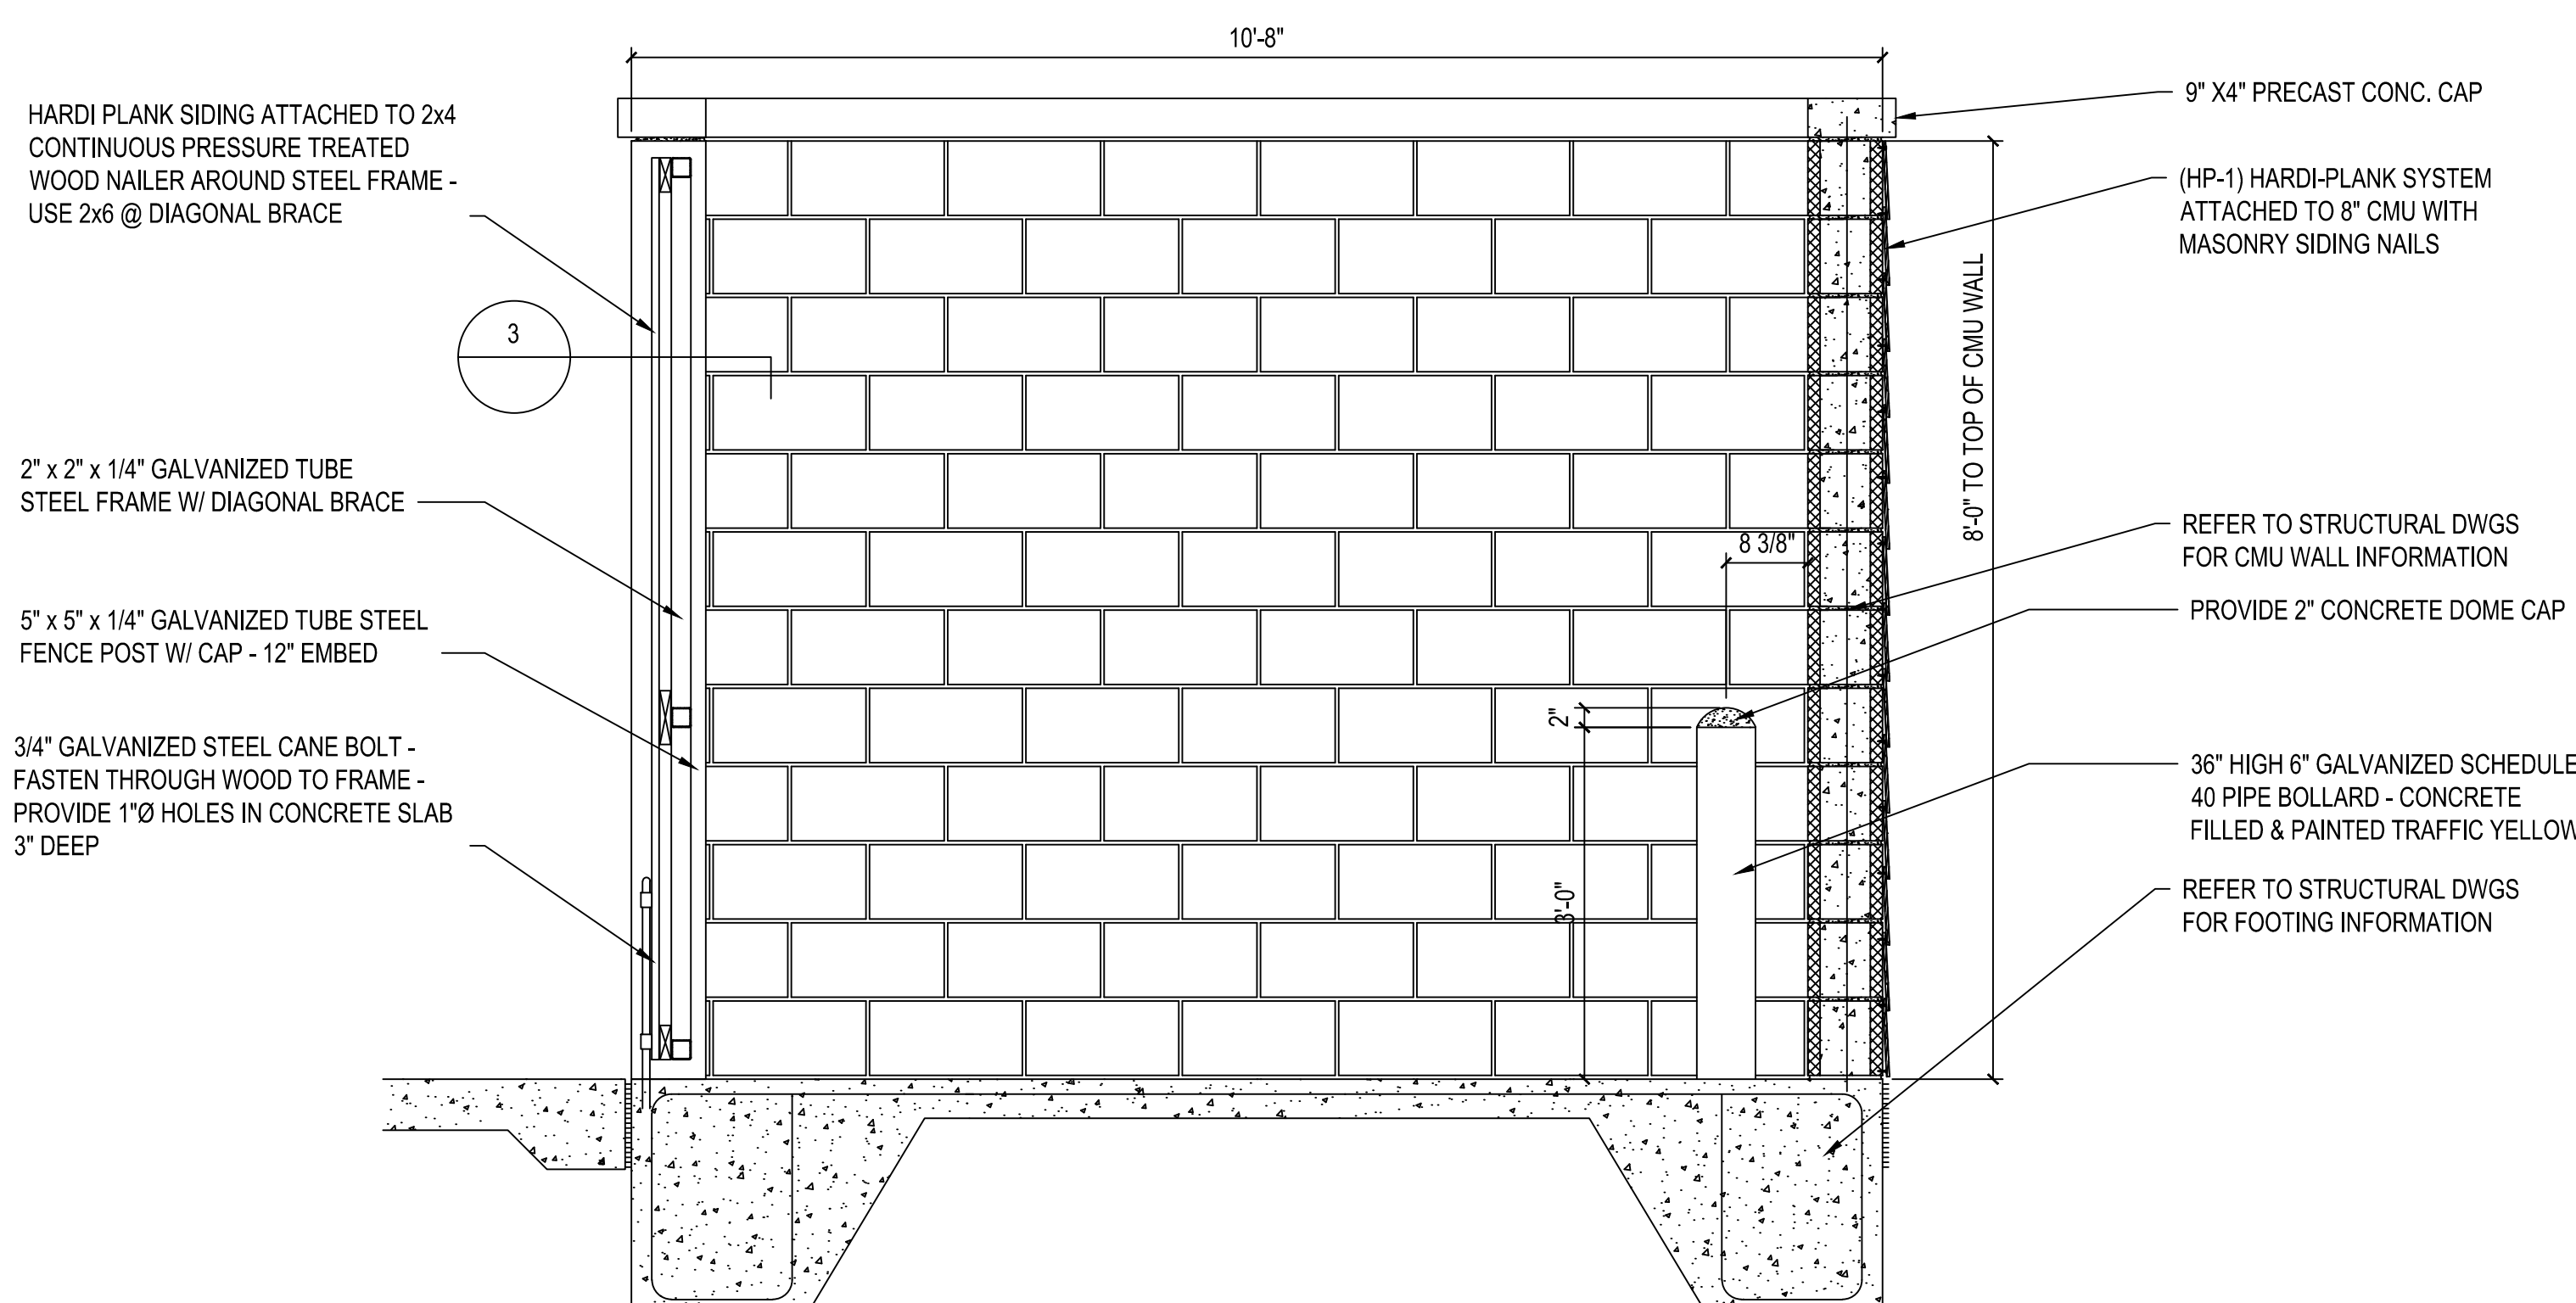 10'-8"
HARDI PLANK SIDING ATTACHED TO 2x4
CONTINUOUS PRESSURE TREATED
WOOD NAILER AROUND STEEL FRAME -
USE 2x6 @ DIAGONAL BRACE
3
2" x 2" x 1/4" GALVANIZED TUBE
STEEL FRAME W/ DIAGONAL BRACE
5" x 5" x 1/4" GALVANIZED TUBE STEEL
FENCE POST W/ CAP - 12" EMBED
3/4" GALVANIZED STEEL CANE BOLT -
FASTEN THROUGH WOOD TO FRAME -
PROVIDE 1"Ø HOLES IN CONCRETE SLAB
3" DEEP
8 3/8"
2"
3'-0"
8'-0" TO TOP OF CMU WALL
9" X4" PRECAST CONC. CAP
(HP-1) HARDI-PLANK SYSTEM
ATTACHED TO 8" CMU WITH
MASONRY SIDING NAILS
REFER TO STRUCTURAL DWGS
FOR CMU WALL INFORMATION
PROVIDE 2" CONCRETE DOME CAP
36" HIGH 6" GALVANIZED SCHEDULE
40 PIPE BOLLARD - CONCRETE
FILLED & PAINTED TRAFFIC YELLOW
REFER TO STRUCTURAL DWGS
FOR FOOTING INFORMATION